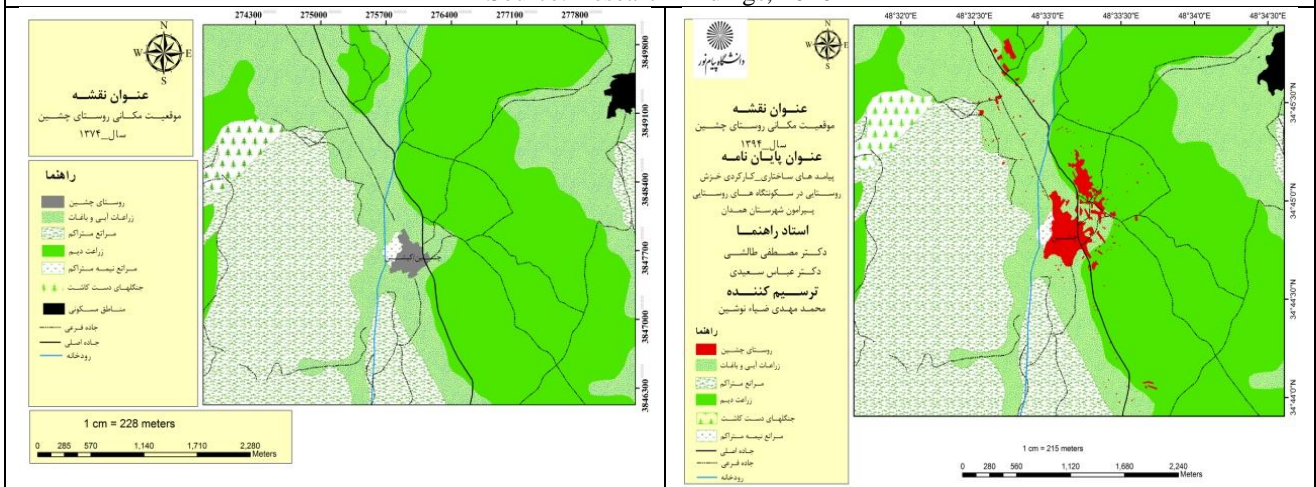 274300 275000 275700 276400 277100 277800
عنوان نقشه
موقعیت مکانی روستای چشین
سال_۱۳۷۴
راهنما
روستای چشین
زراعات آبی و باغات
مراتع متراکم
زراعت دیم
مراتع نیمه متراکم
جنگلهای دست کاشت
مناطق مسکونی
جاده فرعی
جاده اصلی
رودخانه
3849800
3849100
3848400
3847700
3847000
3846300
N
W E
S
1 cm = 228 meters
0 285 570 1,140 1,710 2,280
Meters
48°32'0"E 48°32'30"E 48°33'0"E 48°33'30"E 48°34'0"E 48°34'30"E
دانشگاه پیام نور
N
W E
S
عنوان نقشه
موقعیت مکانی روستای چشین
سال_۱۳۹۴
عنوان پایان نامه
پیامد های ساختاری_کارکردی خزش
روستایی در سکونتگاه های روستایی
پیرامون شهرستان همدان
استاد راهنما
دکتر مصطفی طالشی
دکتر عباس سعیدی
ترسیم کننده
محمد مهدی ضیاء نوشین
راهنما
روستای چشین
زراعات آبی و باغات
مراتع متراکم
زراعت دیم
جنگلهای دست کاشت
مراتع نیمه متراکم
جاده اصلی
جاده فرعی
رودخانه
34°45'30"N
34°45'0"N
34°44'30"N
34°44'0"N
1 cm = 215 meters
0 280 560 1,120 1,680 2,240
Meters